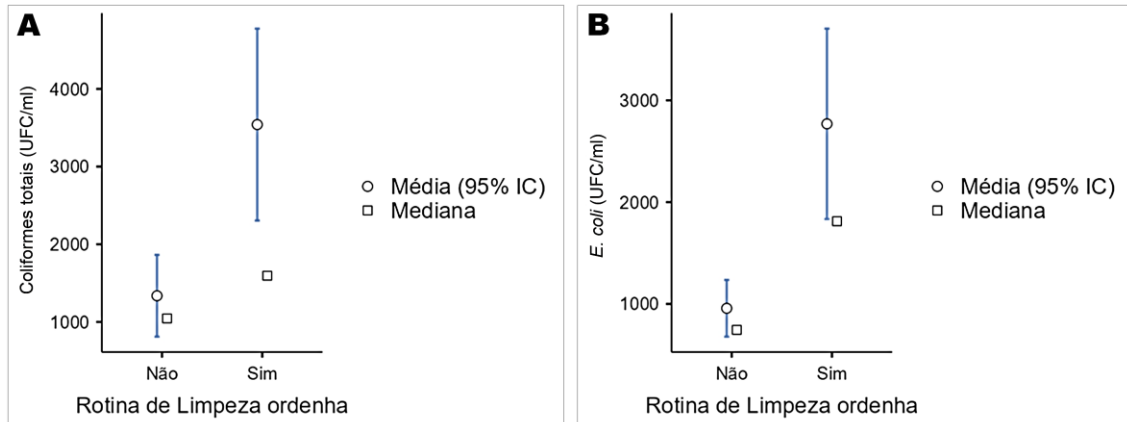 A
Coliformes totais (UFC/ml)
4000
3000
2000
1000
Não Sim
Rotina de Limpeza ordenha
Média (95% IC)
Mediana
B
E. coli (UFC/ml)
3000
2000
1000
Não Sim
Rotina de Limpeza ordenha
Média (95% IC)
Mediana